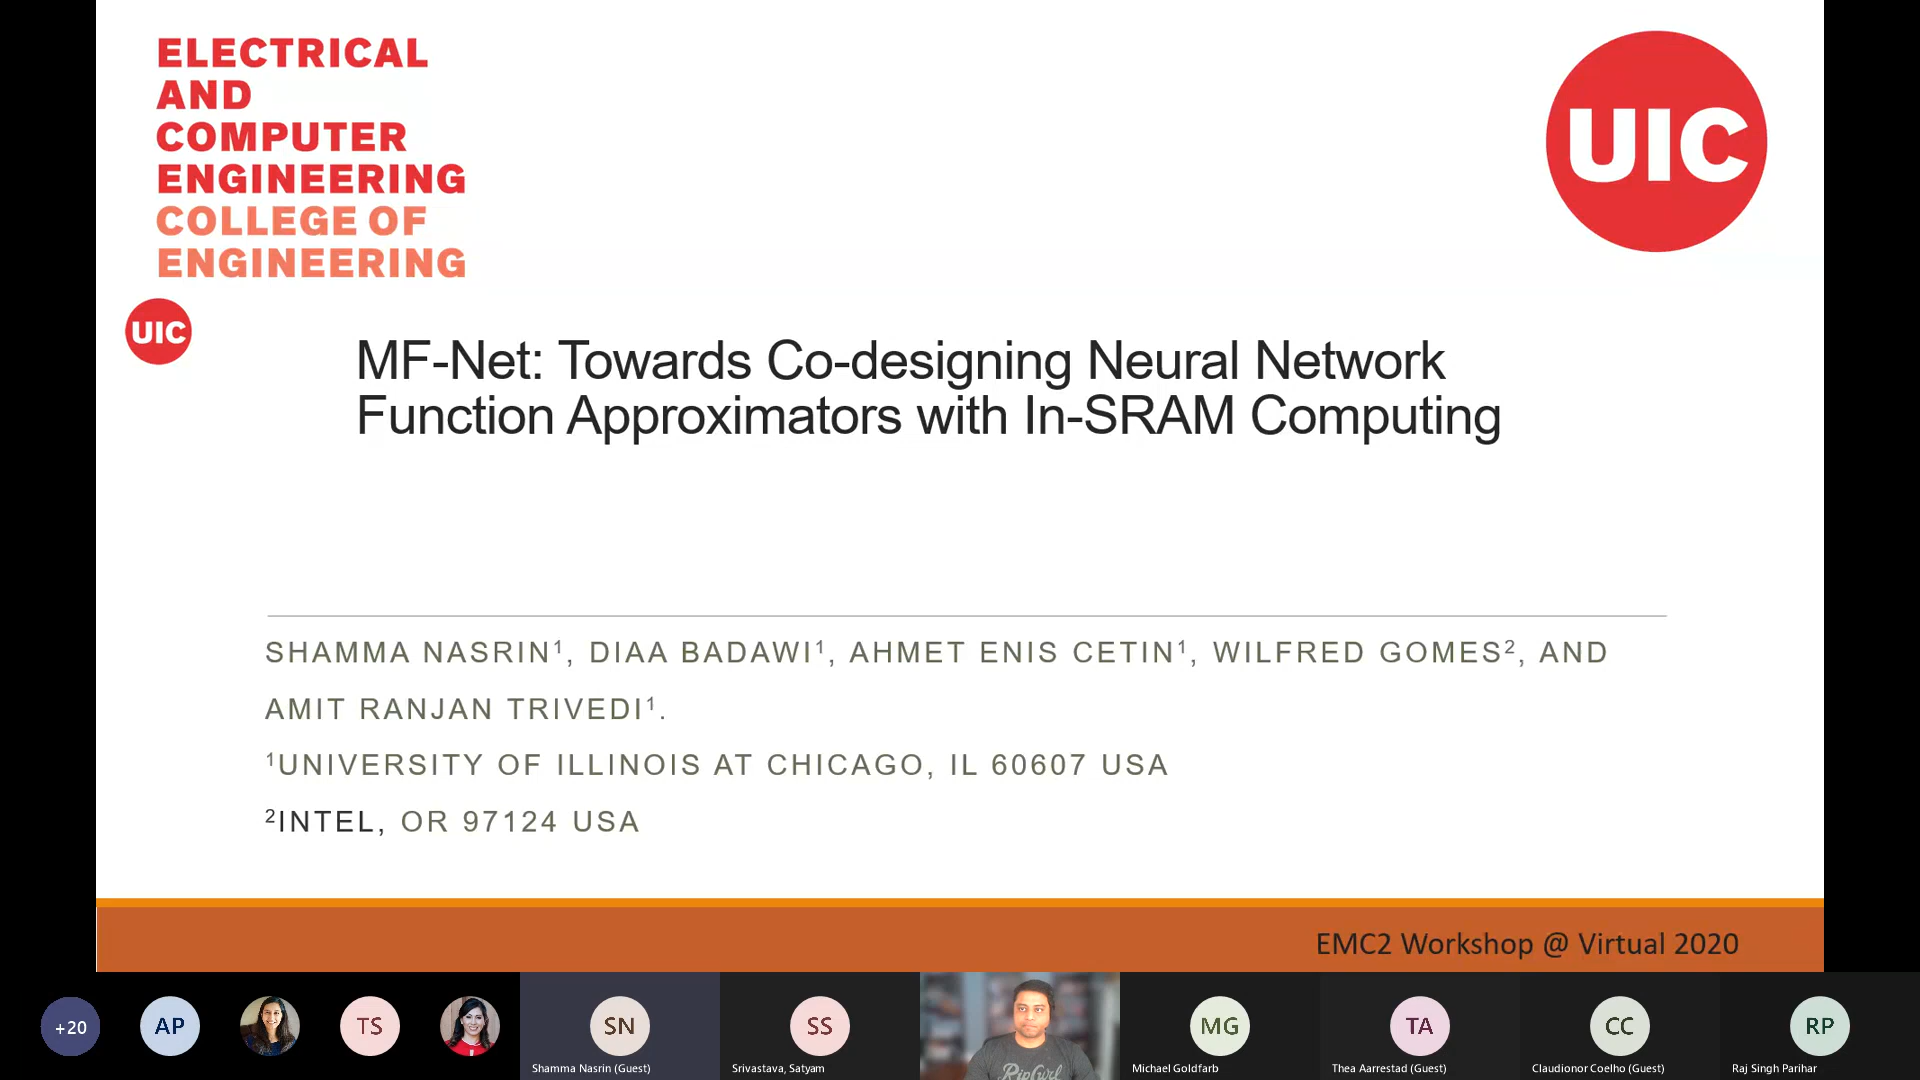 ELECTRICAL
AND
COMPUTER
ENGINEERING
COLLEGE OF
ENGINEERING
UIC
UIC
MF-Net: Towards Co-designing Neural Network
Function Approximators with In-SRAM Computing
SHAMMA NASRIN¹, DIAA BADAWI¹, AHMET ENIS CETIN¹, WILFRED GOMES², AND
AMIT RANJAN TRIVEDI¹.
¹UNIVERSITY OF ILLINOIS AT CHICAGO, IL 60607 USA
²INTEL, OR 97124 USA
EMC2 Workshop @ Virtual 2020
+20
AP
TS
SN
Shamma Nasrin (Guest)
SS
Srivastava, Satyam
RipCurl
MG
Michael Goldfarb
TA
Thea Aarrestad (Guest)
CC
Claudionor Coelho (Guest)
RP
Raj Singh Parihar